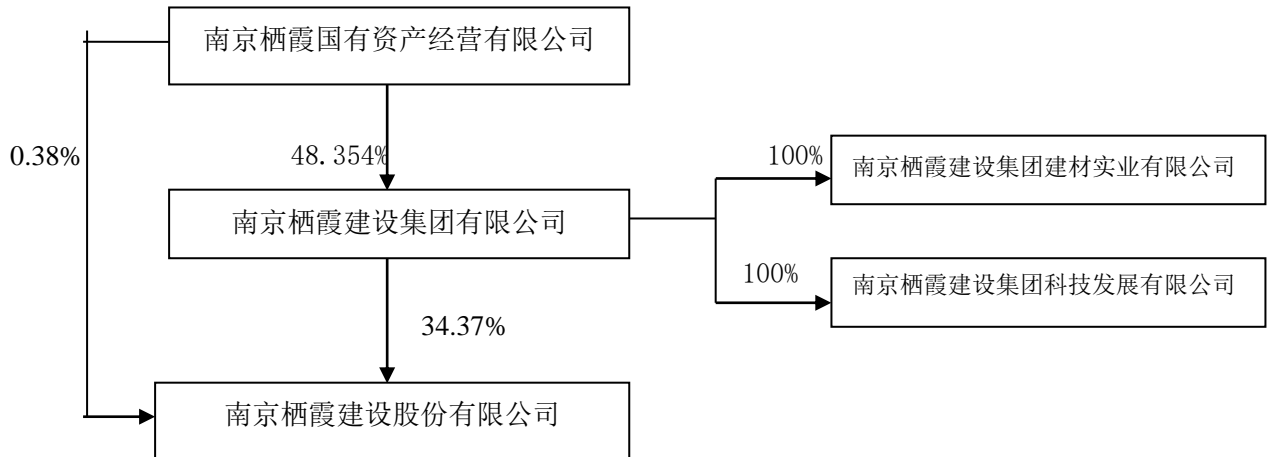 南京栖霞国有资产经营有限公司
0.38%
48.354%
100%
南京栖霞建设集团建材实业有限公司
南京栖霞建设集团有限公司
100%
南京栖霞建设集团科技发展有限公司
34.37%
南京栖霞建设股份有限公司